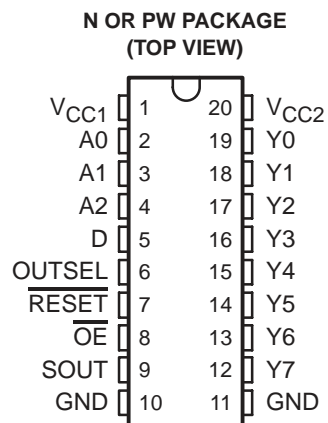 N OR PW PACKAGE
(TOP VIEW)
VCC1 1 20 VCC2
A0 2 19 Y0
A1 3 18 Y1
A2 4 17 Y2
D 5 16 Y3
OUTSEL 6 15 Y4
RESET 7 14 Y5
OE 8 13 Y6
SOUT 9 12 Y7
GND 10 11 GND